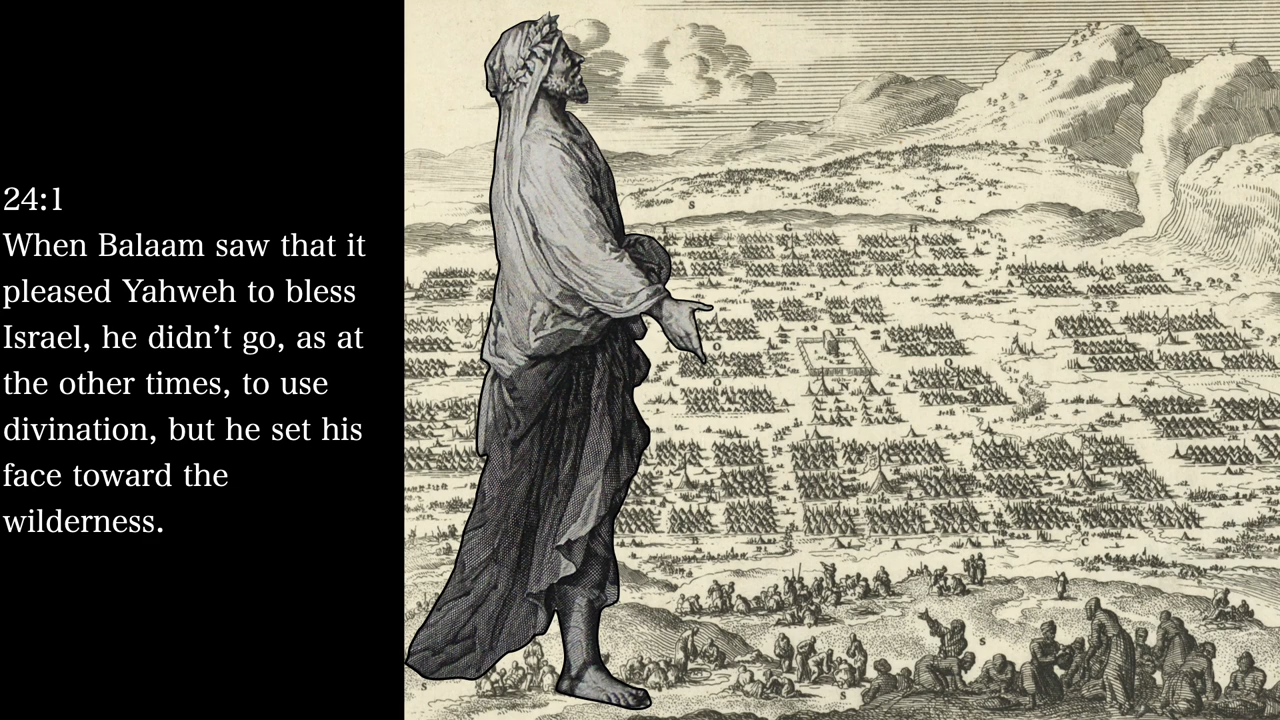 24:1
When Balaam saw that it
pleased Yahweh to bless
Israel, he didn’t go, as at
the other times, to use
divination, but he set his
face toward the
wilderness.
S
S
G
H
M
P
K
O
Q
O
C
S
S
S